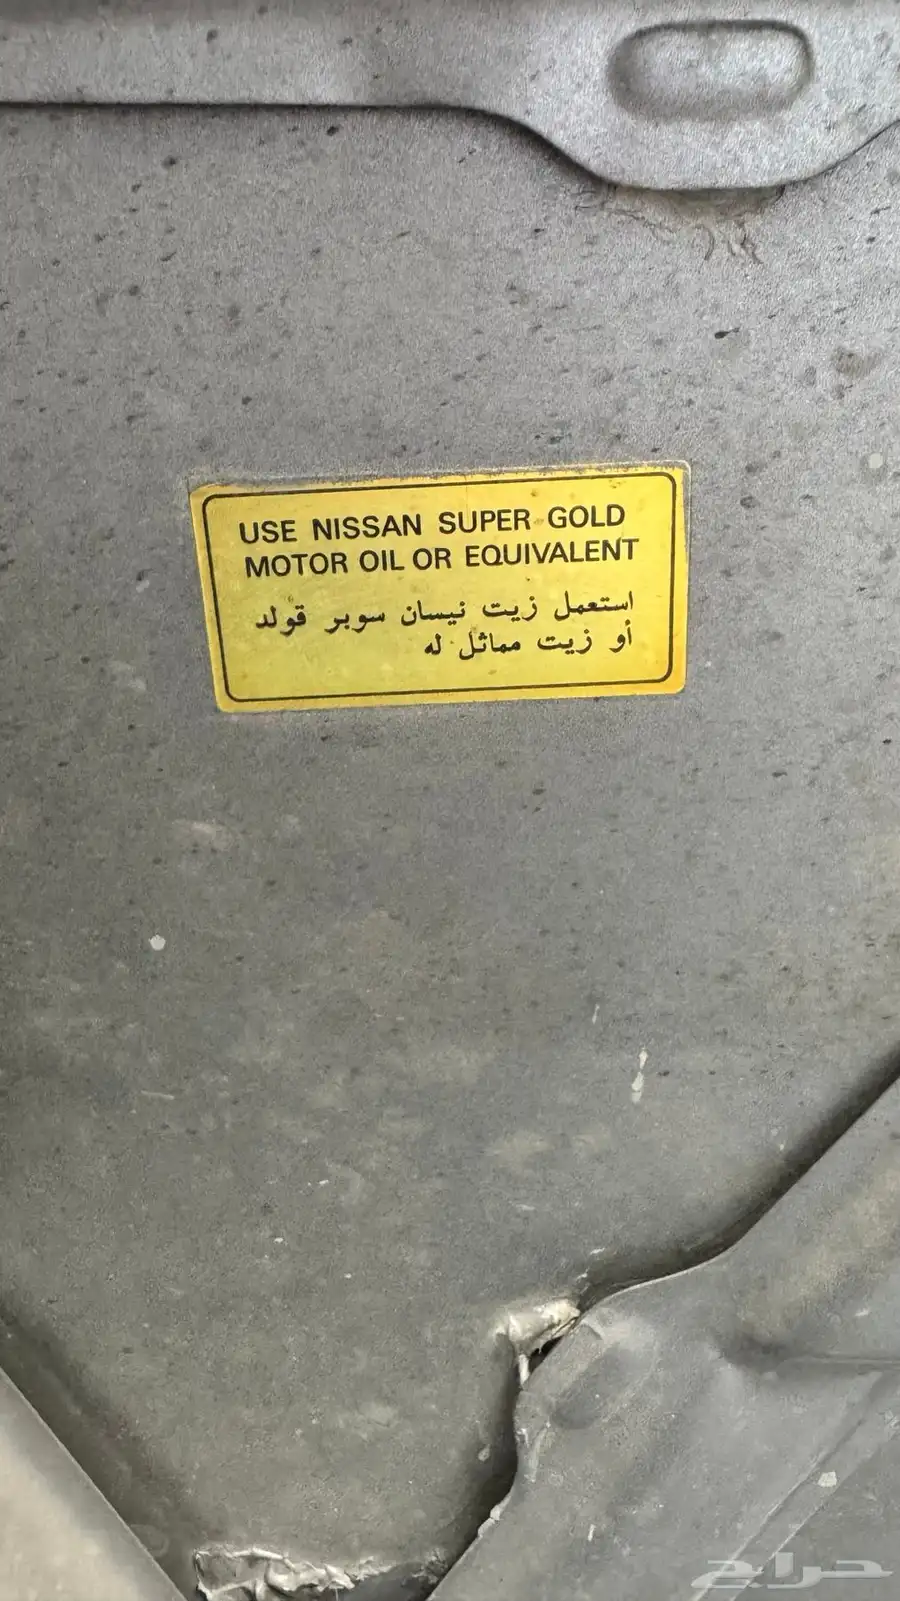 USE NISSAN SUPER GOLD
MOTOR OIL OR EQUIVALENT
استعمل زيت نيسان سوبر قولد
أو زيت مماثل له
حراج